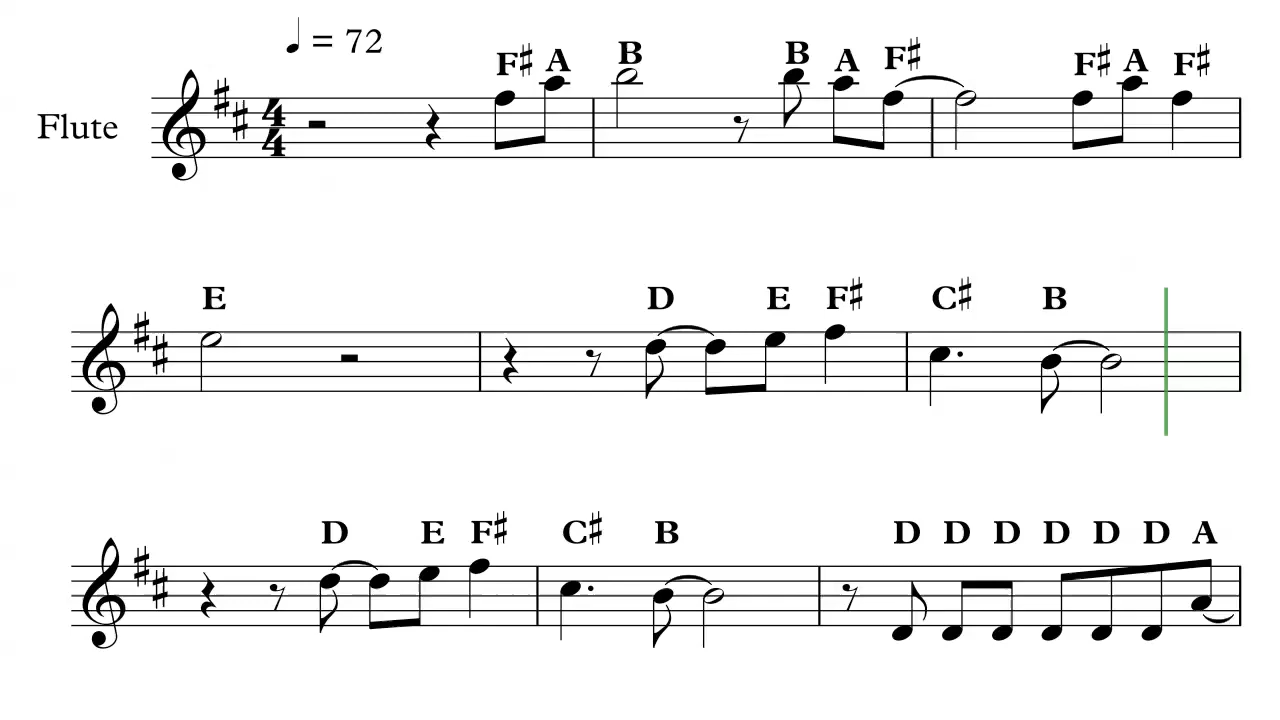 ♩ = 72
F♯ A B B A F♯ F♯ A F♯
Flute
4
4
E D E F♯ C♯ B
D E F♯ C♯ B D D D D D D A